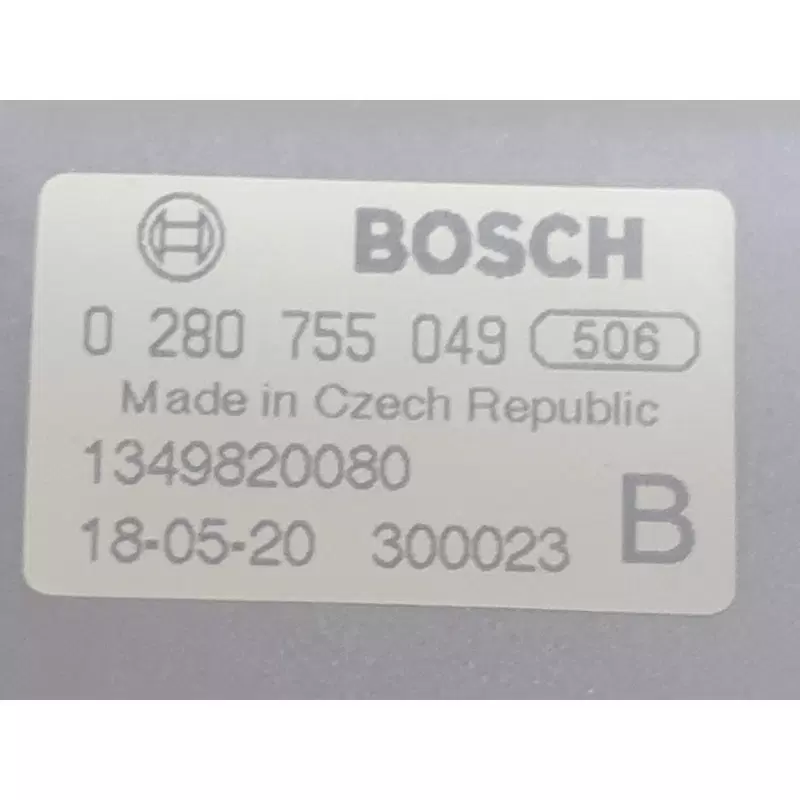 BOSCH
0 280 755 049 506
Made in Czech Republic
1349820080
18-05-20 300023 B